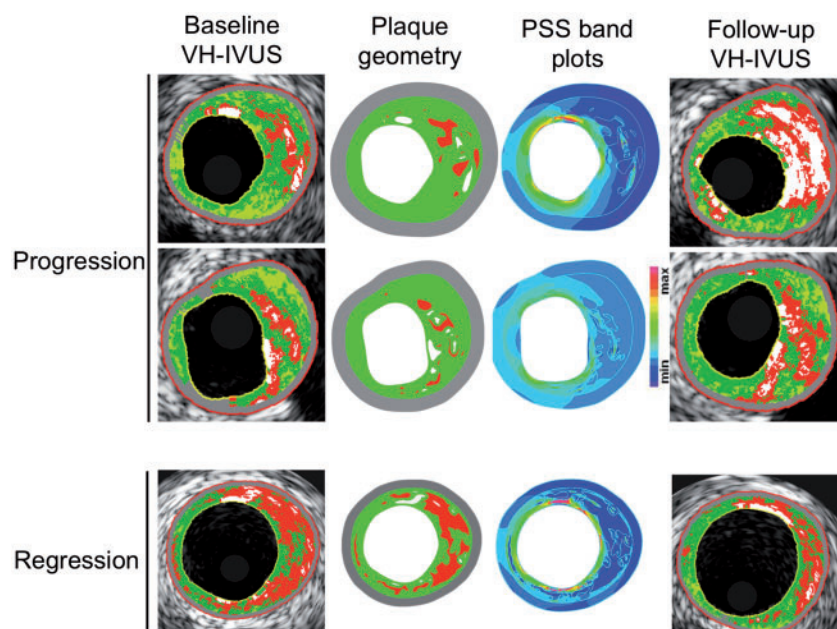 Baseline
VH-IVUS
Plaque
geometry
PSS band
plots
Follow-up
VH-IVUS
Progression
max
min
Regression